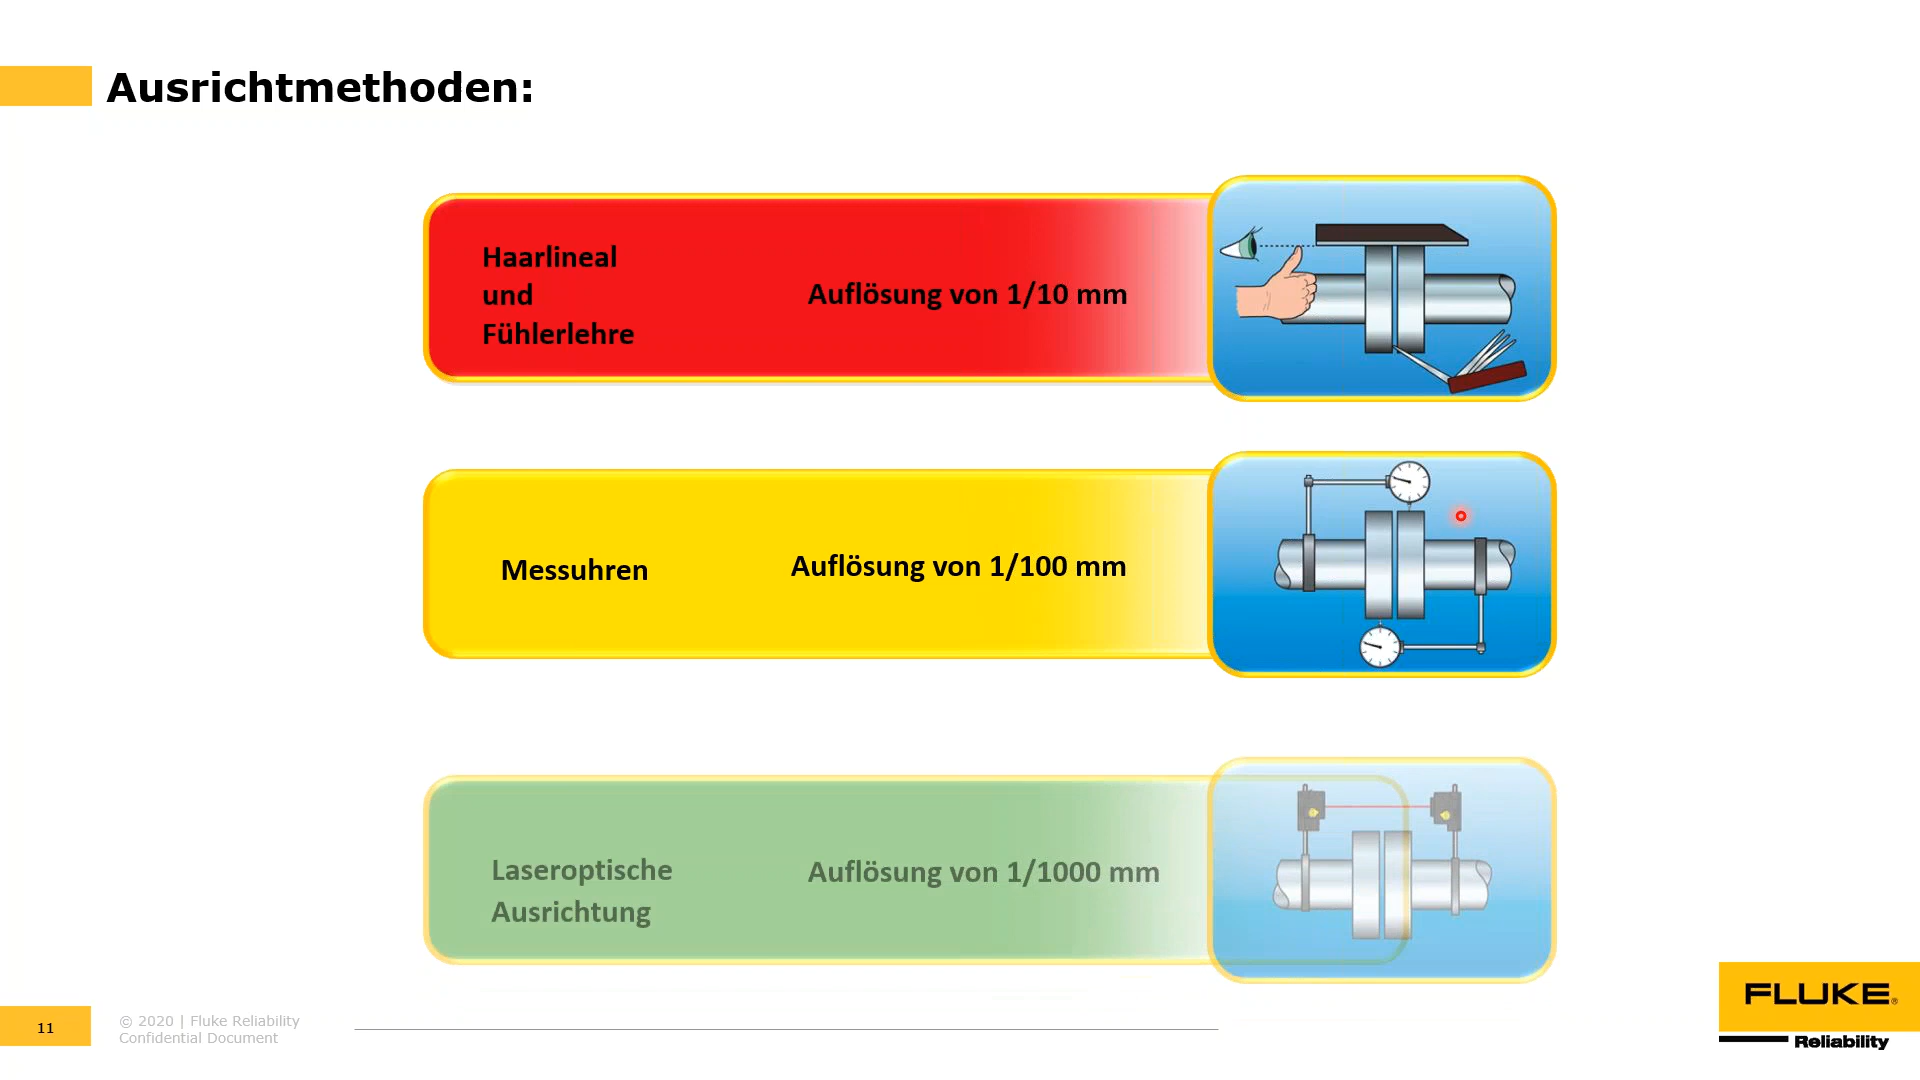 Ausrichtmethoden:
Haarlineal
und
Fühlerlehre
Auflösung von 1/10 mm
Messuhren
Auflösung von 1/100 mm
Laseroptische
Ausrichtung
Auflösung von 1/1000 mm
11
© 2020 | Fluke Reliability
Confidential Document
FLUKE®
Reliability